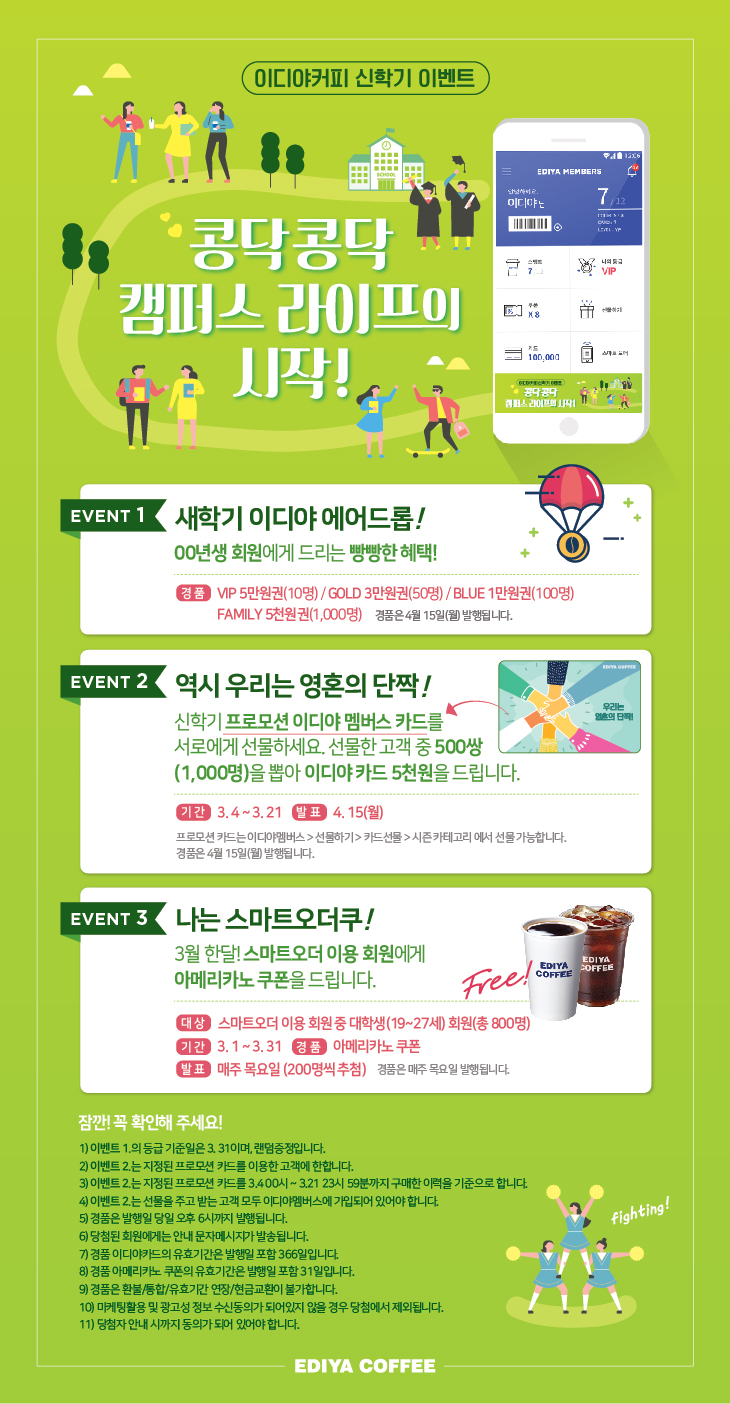 이디야커피 신학기 이벤트
SCHOOL
콩닥콩닥
캠퍼스 라이프의
시작!
12:06
EDIYA MEMBERS
7 / 12
스탬프
7
나의 등급
VIP
쿠폰
X 8
선물하기
카드
100,000
스마트 오더
이디야커피 신학기 이벤트
콩닥콩닥
캠퍼스 라이프의 시작!
EVENT 1
새학기 이디야 에어드롭!
00년생 회원에게 드리는 빵빵한 혜택!
경품 VIP 5만원권(10명) / GOLD 3만원권(50명) / BLUE 1만원권(100명)
FAMILY 5천원권(1,000명) 경품은 4월 15일(월) 발행됩니다.
EVENT 2
역시 우리는 영혼의 단짝!
EDIYA COFFEE
우리는
영혼의 단짝!
신학기 프로모션 이디야 멤버스 카드를
서로에게 선물하세요. 선물한 고객 중 500쌍
(1,000명)을 뽑아 이디야 카드 5천원을 드립니다.
기간 3. 4 ~ 3. 21 발표 4. 15(월)
프로모션 카드는 이디야멤버스 > 선물하기 > 카드선물 > 시즌 카테고리 에서 선물 가능합니다.
경품은 4월 15일(월) 발행됩니다.
EVENT 3
나는 스마트오더쿠!
3월 한달! 스마트오더 이용 회원에게
아메리카노 쿠폰을 드립니다.
Free!
EDIYA
COFFEE
EDIYA
COFFEE
대상 스마트오더 이용 회원 중 대학생(19~27세) 회원(총 800명)
기간 3. 1 ~ 3. 31 경품 아메리카노 쿠폰
발표 매주 목요일 (200명씩 추첨) 경품은 매주 목요일 발행됩니다.
잠깐! 꼭 확인해 주세요!
1) 이벤트 1.의 등급 기준일은 3. 31이며, 랜덤증정입니다.
2) 이벤트 2.는 지정된 프로모션 카드를 이용한 고객에 한합니다.
3) 이벤트 2.는 지정된 프로모션 카드를 3.4 00시 ~ 3.21 23시 59분까지 구매한 이력을 기준으로 합니다.
4) 이벤트 2.는 선물을 주고 받는 고객 모두 이디야멤버스에 가입되어 있어야 합니다.
5) 경품은 발행일 당일 오후 6시까지 발행됩니다.
6) 당첨된 회원에게는 안내 문자메시지가 발송됩니다.
7) 경품 이디야카드의 유효기간은 발행일 포함 366일입니다.
8) 경품 아메리카노 쿠폰의 유효기간은 발행일 포함 31일입니다.
9) 경품은 환불/통합/유효기간 연장/현금교환이 불가합니다.
10) 마케팅활용 및 광고성 정보 수신동의가 되어있지 않을 경우 당첨에서 제외됩니다.
11) 당첨자 안내 시까지 동의가 되어 있어야 합니다.
fighting!
EDIYA COFFEE